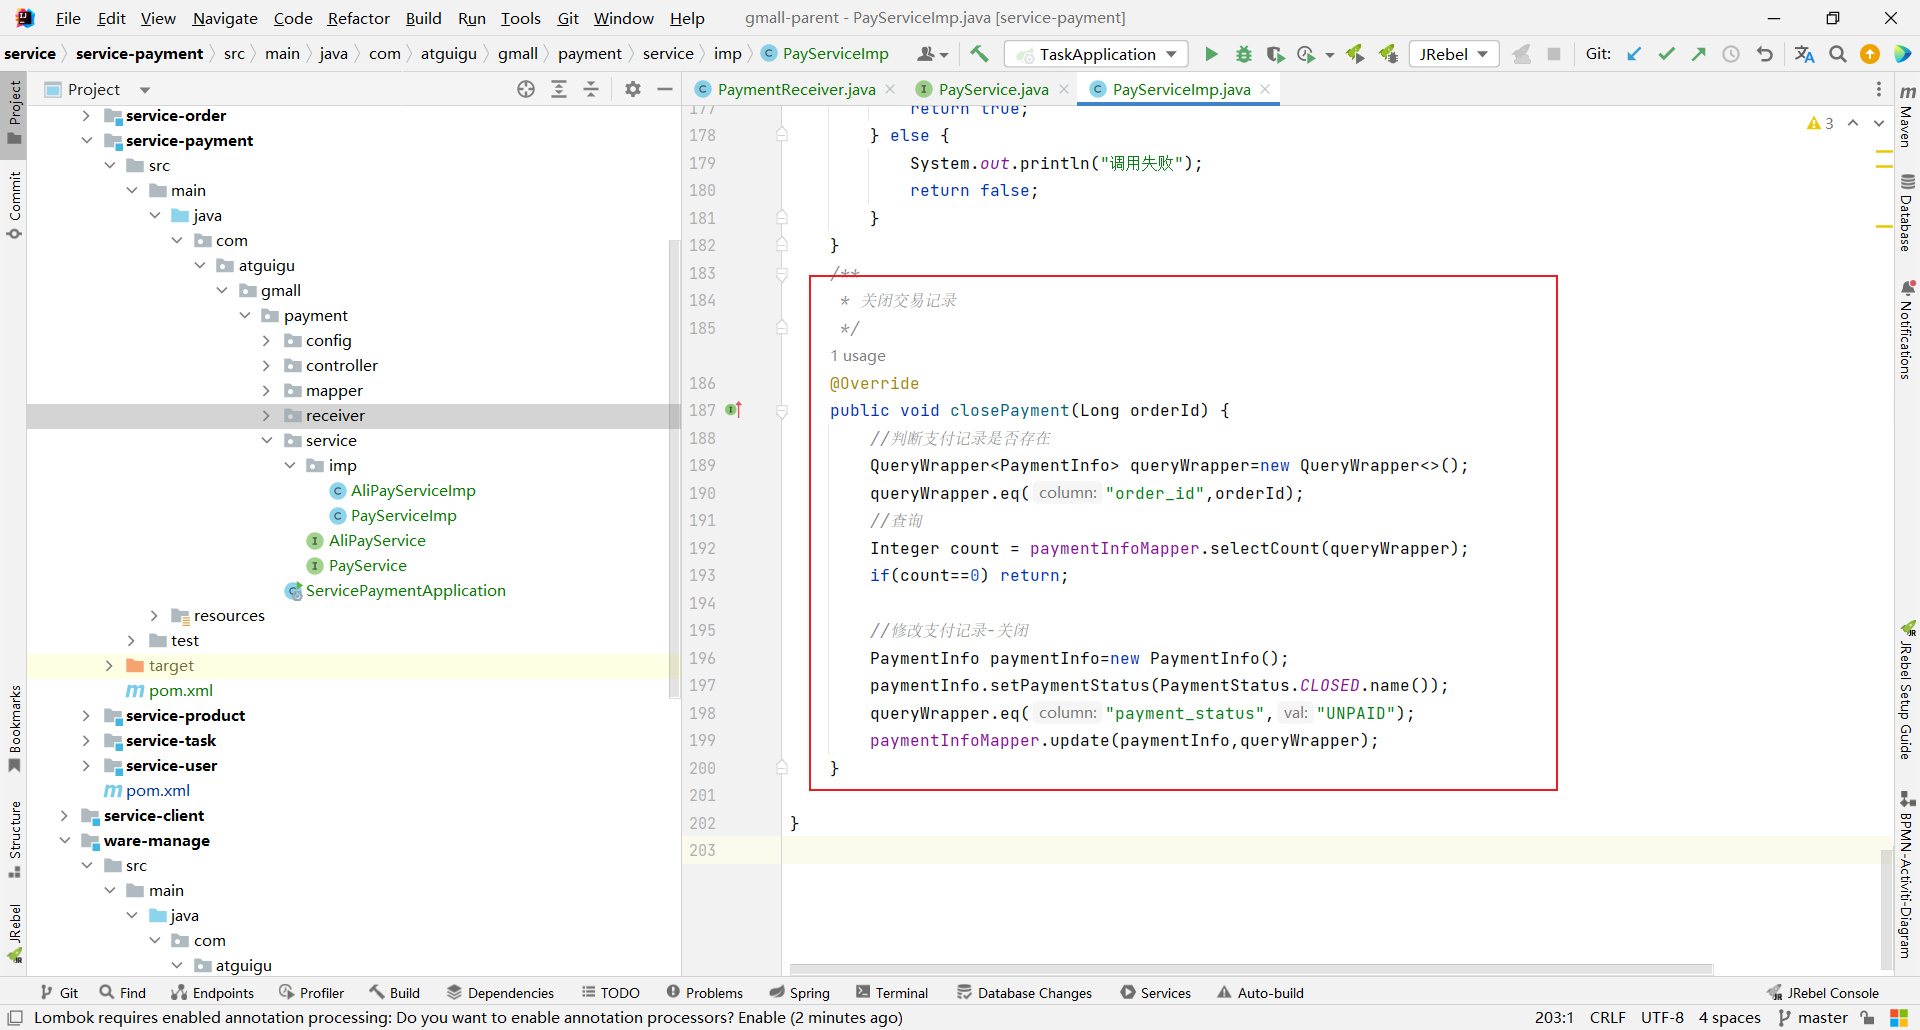 File Edit View Navigate Code Refactor Build Run Tools Git Window Help gmall-parent - PayServiceImp.java [service-payment]
service service-payment src main java com atguigu gmall payment service imp PayServiceImp TaskApplication JRebel Git:
Project
PaymentReceiver.java PayService.java PayServiceImp.java
Project
Commit
Bookmarks
Structure
JRebel
service-order
service-payment
src
main
java
com
atguigu
gmall
payment
config
controller
mapper
receiver
service
imp
AliPayServiceImp
PayServiceImp
AliPayService
PayService
ServicePaymentApplication
resources
test
target
pom.xml
service-product
service-task
service-user
pom.xml
service-client
ware-manage
src
main
java
com
atguigu
3
177 return true;
178 } else {
179 System.out.println("调用失败");
180 return false;
181 }
182 }
183 /**
184 * 关闭交易记录
185 */
1 usage
186 @Override
187 public void closePayment(Long orderId) {
188 //判断支付记录是否存在
189 QueryWrapper<PaymentInfo> queryWrapper=new QueryWrapper<>();
190 queryWrapper.eq( column: "order_id",orderId);
191 //查询
192 Integer count = paymentInfoMapper.selectCount(queryWrapper);
193 if(count==0) return;
194
195 //修改支付记录-关闭
196 PaymentInfo paymentInfo=new PaymentInfo();
197 paymentInfo.setPaymentStatus(PaymentStatus.CLOSED.name());
198 queryWrapper.eq( column: "payment_status", val: "UNPAID");
199 paymentInfoMapper.update(paymentInfo,queryWrapper);
200 }
201
202 }
203
Maven
Database
Notifications
JRebel Setup Guide
BPMN-Activiti-Diagram
Git Find Endpoints Profiler Build Dependencies TODO Problems Spring Terminal Database Changes Services Auto-build JRebel Console
Lombok requires enabled annotation processing: Do you want to enable annotation processors? Enable (2 minutes ago) 203:1 CRLF UTF-8 4 spaces master